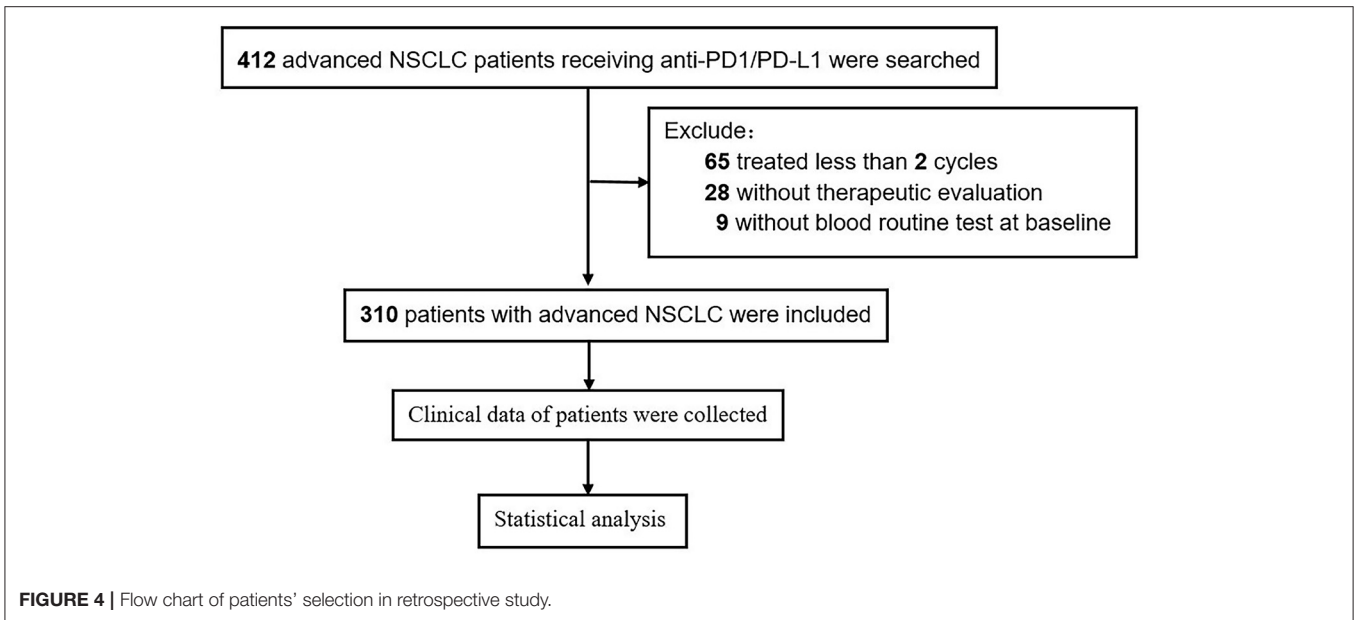 412 advanced NSCLC patients receiving anti-PD1/PD-L1 were searched
Exclude：
65 treated less than 2 cycles
28 without therapeutic evaluation
9 without blood routine test at baseline
310 patients with advanced NSCLC were included
Clinical data of patients were collected
Statistical analysis
FIGURE 4 | Flow chart of patients’ selection in retrospective study.